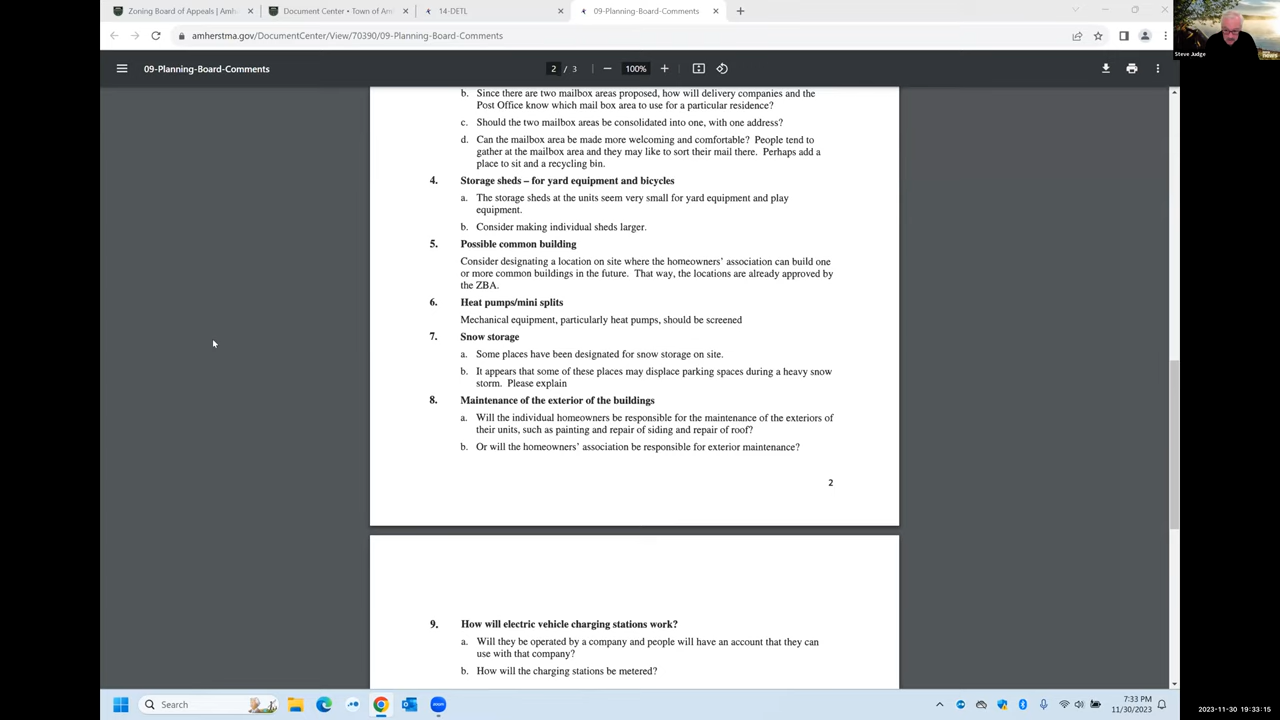 Zoning Board of Appeals | Amh
Document Center • Town of Am
14-DETL
09-Planning-Board-Comments
amherstma.gov/DocumentCenter/View/70390/09-Planning-Board-Comments
Steve Judge
09-Planning-Board-Comments
2 / 3
100%
b. Since there are two mailbox areas proposed, how will delivery companies and the
Post Office know which mail box area to use for a particular residence?
c. Should the two mailbox areas be consolidated into one, with one address?
d. Can the mailbox area be made more welcoming and comfortable? People tend to
gather at the mailbox area and they may like to sort their mail there. Perhaps add a
place to sit and a recycling bin.
4. Storage sheds – for yard equipment and bicycles
a. The storage sheds at the units seem very small for yard equipment and play
equipment.
b. Consider making individual sheds larger.
5. Possible common building
Consider designating a location on site where the homeowners' association can build one
or more common buildings in the future. That way, the locations are already approved by
the ZBA.
6. Heat pumps/mini splits
Mechanical equipment, particularly heat pumps, should be screened
7. Snow storage
a. Some places have been designated for snow storage on site.
b. It appears that some of these places may displace parking spaces during a heavy snow
storm. Please explain
8. Maintenance of the exterior of the buildings
a. Will the individual homeowners be responsible for the maintenance of the exteriors of
their units, such as painting and repair of siding and repair of roof?
b. Or will the homeowners' association be responsible for exterior maintenance?
2
9. How will electric vehicle charging stations work?
a. Will they be operated by a company and people will have an account that they can
use with that company?
b. How will the charging stations be metered?
Search
7:33 PM
11/30/2023
2023-11-30 19:33:15